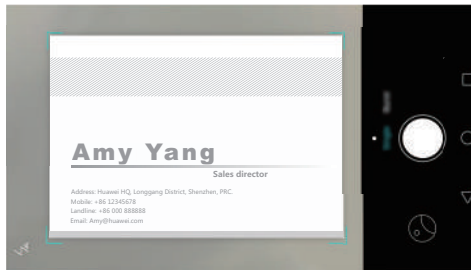 Amy Yang
Sales director
Address: Huawei HQ, Longgang District, Shenzhen, PRC.
Mobile: +86 12345678
Landline: +86 000 888888
Email: Amy@huawei.com